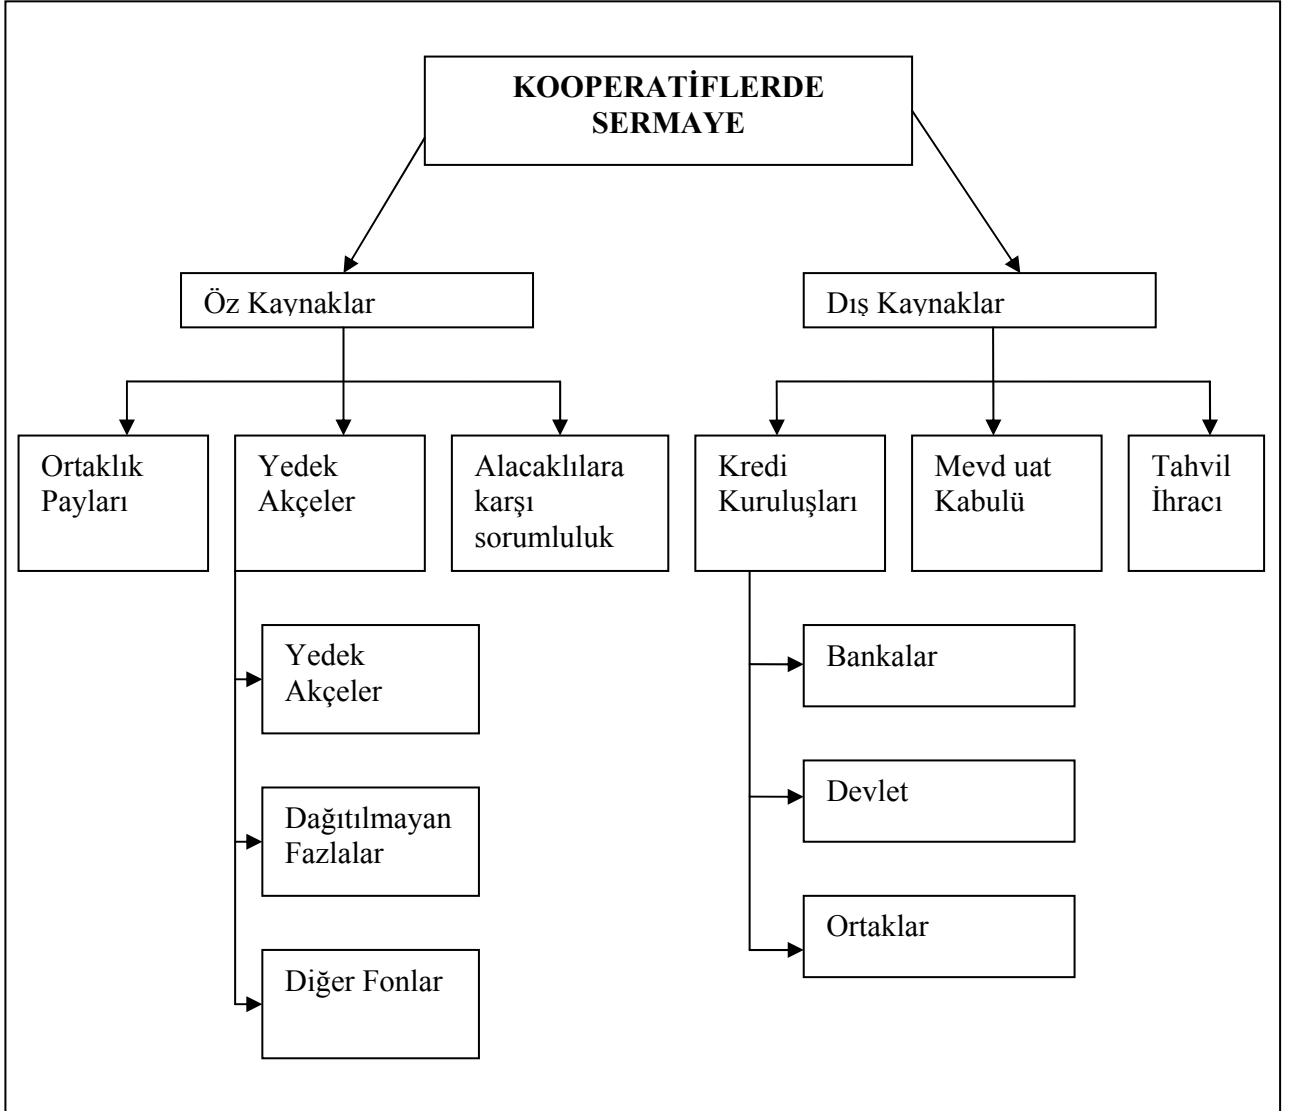 KOOPERATİFLERDE
SERMAYE
Öz Kaynaklar
Dış Kaynaklar
Ortaklık
Payları
Yedek
Akçeler
Alacaklılara
karşı
sorumluluk
Kredi
Kuruluşları
Mevd uat
Kabulü
Tahvil
İhracı
Yedek
Akçeler
Dağıtılmayan
Fazlalar
Diğer Fonlar
Bankalar
Devlet
Ortaklar